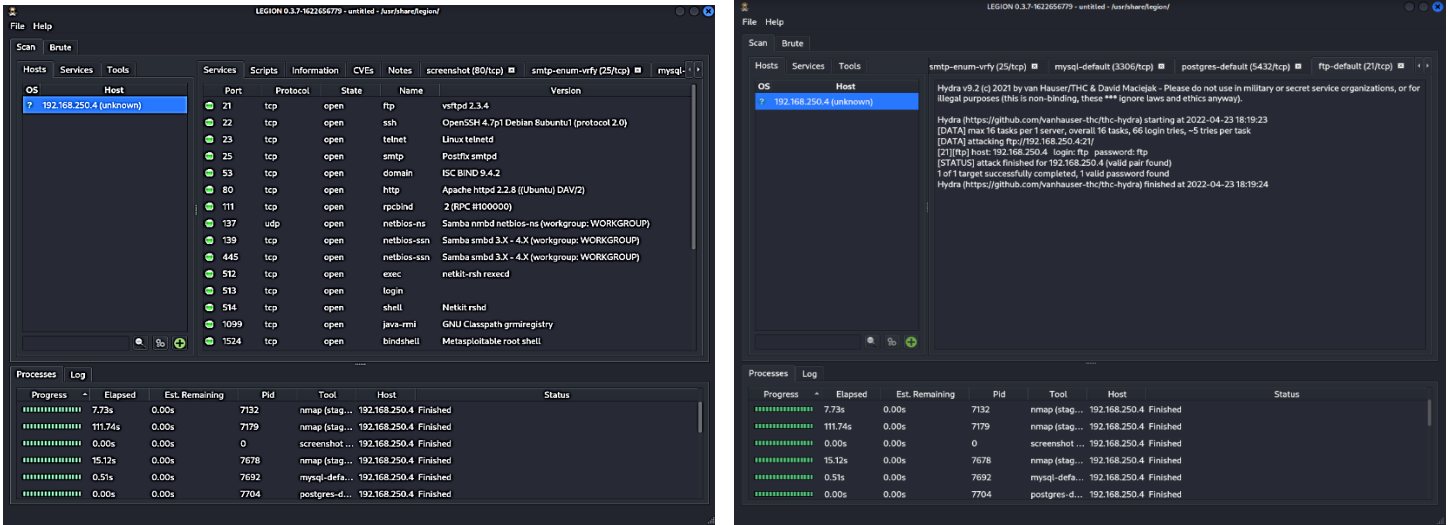 LEGION 0.3.7-1622656779 - untitled - /usr/share/legion/
File Help
Scan Brute
Hosts Services Tools
OS Host
? 192.168.250.4 (unknown)
Services Scripts Information CVEs Notes screenshot (80/tcp) smtp-enum-vrfy (25/tcp) mysql-
Port Protocol State Name Version
21 tcp open ftp vsftpd 2.3.4
22 tcp open ssh OpenSSH 4.7p1 Debian 8ubuntu1 (protocol 2.0)
23 tcp open telnet Linux telnetd
25 tcp open smtp Postfix smtpd
53 tcp open domain ISC BIND 9.4.2
80 tcp open http Apache httpd 2.2.8 ((Ubuntu) DAV/2)
111 tcp open rpcbind 2 (RPC #100000)
137 udp open netbios-ns Samba nmbd netbios-ns (workgroup: WORKGROUP)
139 tcp open netbios-ssn Samba smbd 3.X - 4.X (workgroup: WORKGROUP)
445 tcp open netbios-ssn Samba smbd 3.X - 4.X (workgroup: WORKGROUP)
512 tcp open exec netkit-rsh rexecd
513 tcp open login
514 tcp open shell Netkit rshd
1099 tcp open java-rmi GNU Classpath grmiregistry
1524 tcp open bindshell Metasploitable root shell
Processes Log
Progress Elapsed Est. Remaining Pid Tool Host Status
7.73s 0.00s 7132 nmap (stag... 192.168.250.4 Finished
111.74s 0.00s 7179 nmap (stag... 192.168.250.4 Finished
0.00s 0.00s 0 screenshot ... 192.168.250.4 Finished
15.12s 0.00s 7678 nmap (stag... 192.168.250.4 Finished
0.51s 0.00s 7692 mysql-defa... 192.168.250.4 Finished
0.00s 0.00s 7704 postgres-d... 192.168.250.4 Finished
LEGION 0.3.7-1622656779 - untitled - /usr/share/legion/
File Help
Scan Brute
Hosts Services Tools
OS Host
? 192.168.250.4 (unknown)
smtp-enum-vrfy (25/tcp) mysql-default (3306/tcp) postgres-default (5432/tcp) ftp-default (21/tcp)
Hydra v9.2 (c) 2021 by van Hauser/THC & David Maciejak - Please do not use in military or secret service organizations, or for
illegal purposes (this is non-binding, these *** ignore laws and ethics anyway).
Hydra (https://github.com/vanhauser-thc/thc-hydra) starting at 2022-04-23 18:19:23
[DATA] max 16 tasks per 1 server, overall 16 tasks, 66 login tries, ~5 tries per task
[DATA] attacking ftp://192.168.250.4:21/
[21][ftp] host: 192.168.250.4 login: ftp password: ftp
[STATUS] attack finished for 192.168.250.4 (valid pair found)
1 of 1 target successfully completed, 1 valid password found
Hydra (https://github.com/vanhauser-thc/thc-hydra) finished at 2022-04-23 18:19:24
Processes Log
Progress Elapsed Est. Remaining Pid Tool Host Status
7.73s 0.00s 7132 nmap (stag... 192.168.250.4 Finished
111.74s 0.00s 7179 nmap (stag... 192.168.250.4 Finished
0.00s 0.00s 0 screenshot ... 192.168.250.4 Finished
15.12s 0.00s 7678 nmap (stag... 192.168.250.4 Finished
0.51s 0.00s 7692 mysql-defa... 192.168.250.4 Finished
0.00s 0.00s 7704 postgres-d... 192.168.250.4 Finished